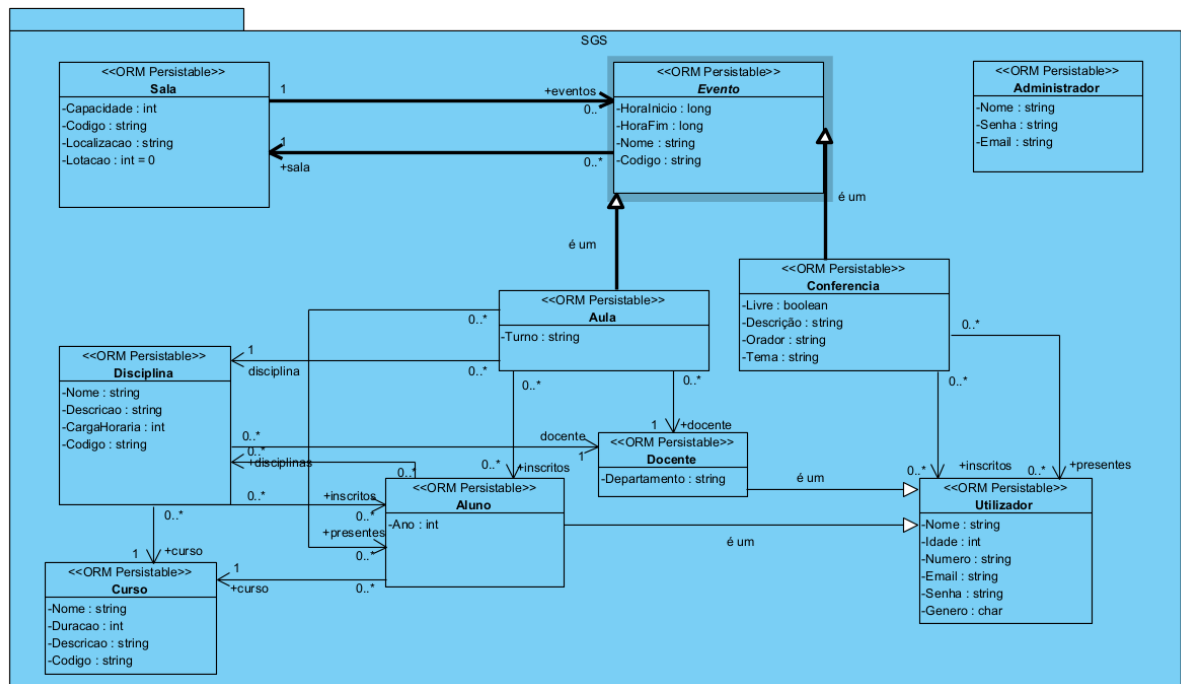 SGS
<<ORM Persistable>>
Sala
-Capacidade : int
-Codigo : string
-Localizacao : string
-Lotacao : int = 0
1
+eventos
0..*
1
+sala
0..*
<<ORM Persistable>>
Evento
-HoraInicio : long
-HoraFim : long
-Nome : string
-Codigo : string
<<ORM Persistable>>
Administrador
-Nome : string
-Senha : string
-Email : string
é um
é um
<<ORM Persistable>>
Aula
-Turno : string
0..*
<<ORM Persistable>>
Conferencia
-Livre : boolean
-Descrição : string
-Orador : string
-Tema : string
0..*
0..*
<<ORM Persistable>>
Disciplina
-Nome : string
-Descricao : string
-CargaHoraria : int
-Codigo : string
1
disciplina
0..*
0..*
0..*
1
+docente
0..*
docente
1
0..*
+disciplinas
0..*
<<ORM Persistable>>
Docente
-Departamento : string
é um
0..*
+inscritos
0..*
+inscritos
0..*
+presentes
0..*
+inscritos
0..*
<<ORM Persistable>>
Aluno
-Ano : int
+presentes
0..*
é um
<<ORM Persistable>>
Utilizador
-Nome : string
-Idade : int
-Numero : string
-Email : string
-Senha : string
-Genero : char
0..*
1
+curso
1
+curso
0..*
<<ORM Persistable>>
Curso
-Nome : string
-Duracao : int
-Descricao : string
-Codigo : string